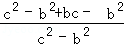 c² − b²+bc − b²
c² − b²